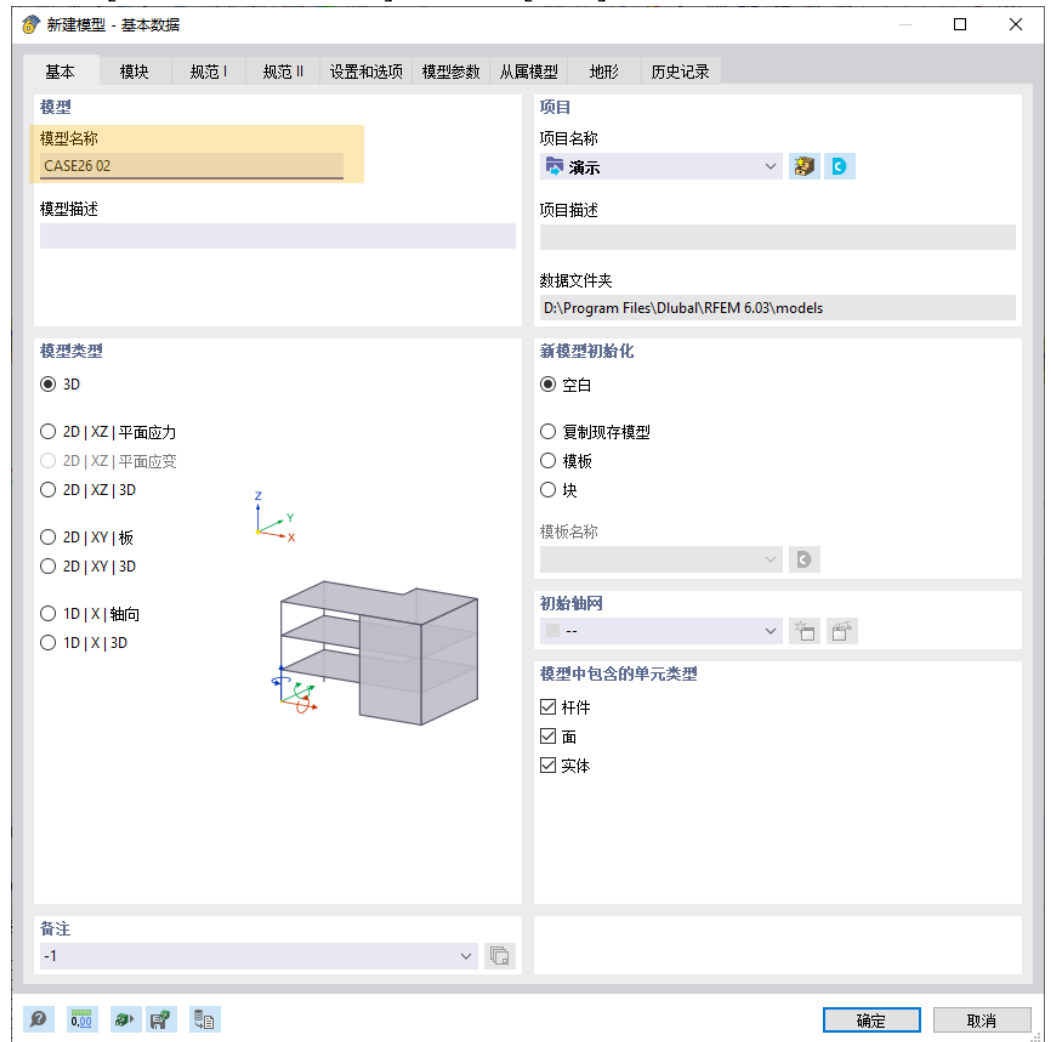 新建模型 - 基本数据
基本 模块 规范 I 规范 II 设置和选项 模型参数 从属模型 地形 历史记录
模型
模型名称
CASE26 02
模型描述
项目
项目名称
演示
项目描述
数据文件夹
D:\Program Files\Dlubal\RFEM 6.03\models
模型类型
3D
2D | XZ | 平面应力
2D | XZ | 平面应变
2D | XZ | 3D
2D | XY | 板
2D | XY | 3D
1D | X | 轴向
1D | X | 3D
Z
Y
X
新模型初始化
空白
复制现存模型
模板
块
模板名称
初始轴网
--
模型中包含的单元类型
杆件
面
实体
备注
-1
0,00
确定 取消